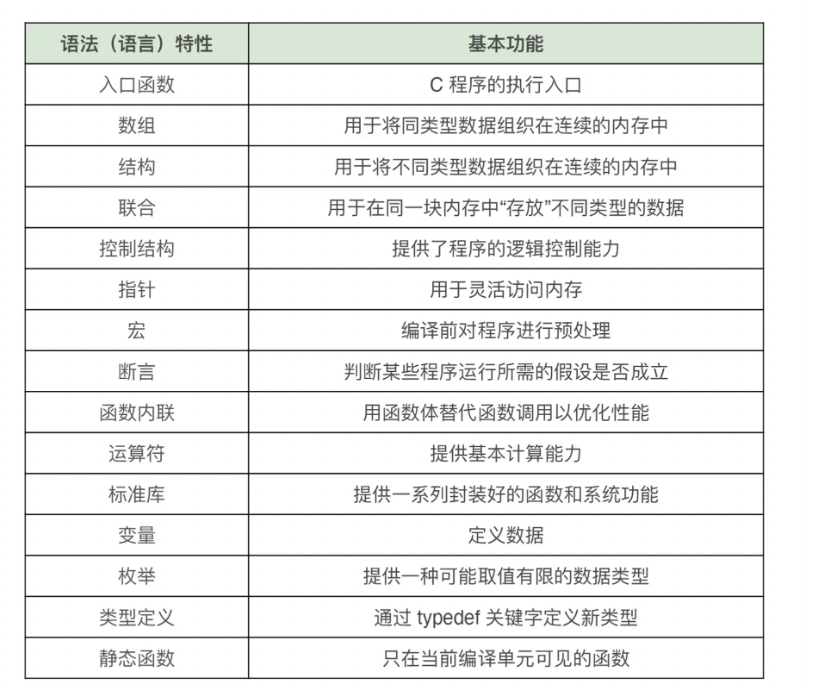 语法（语言）特性 基本功能
入口函数 C 程序的执行入口
数组 用于将同类型数据组织在连续的内存中
结构 用于将不同类型数据组织在连续的内存中
联合 用于在同一块内存中“存放”不同类型的数据
控制结构 提供了程序的逻辑控制能力
指针 用于灵活访问内存
宏 编译前对程序进行预处理
断言 判断某些程序运行所需的假设是否成立
函数内联 用函数体替代函数调用以优化性能
运算符 提供基本计算能力
标准库 提供一系列封装好的函数和系统功能
变量 定义数据
枚举 提供一种可能取值有限的数据类型
类型定义 通过 typedef 关键字定义新类型
静态函数 只在当前编译单元可见的函数